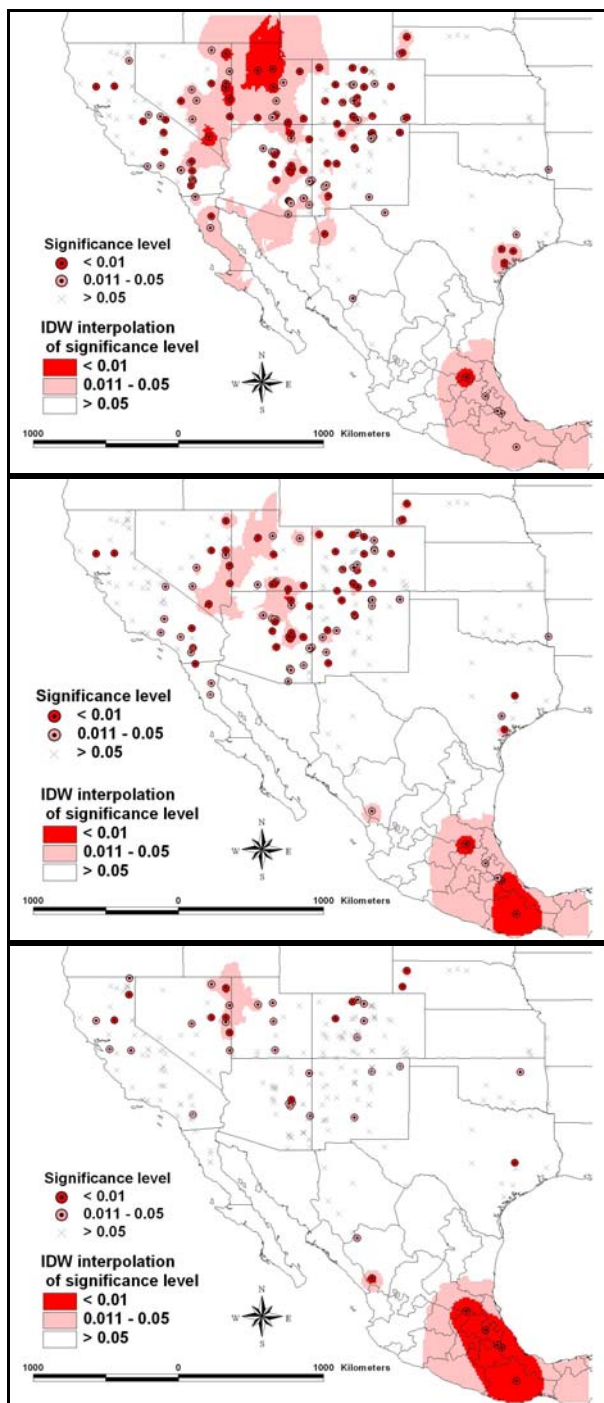 Significance level
< 0.01
0.011 - 0.05
> 0.05
IDW interpolation
of significance level
< 0.01
0.011 - 0.05
> 0.05
N
W E
S
1000 0 1000 Kilometers
Significance level
< 0.01
0.011 - 0.05
> 0.05
IDW interpolation
of significance level
< 0.01
0.011 - 0.05
> 0.05
N
W E
S
1000 0 1000 Kilometers
Significance level
< 0.01
0.011 - 0.05
> 0.05
IDW interpolation
of significance level
< 0.01
0.011 - 0.05
> 0.05
N
W E
S
1000 0 1000 Kilometers